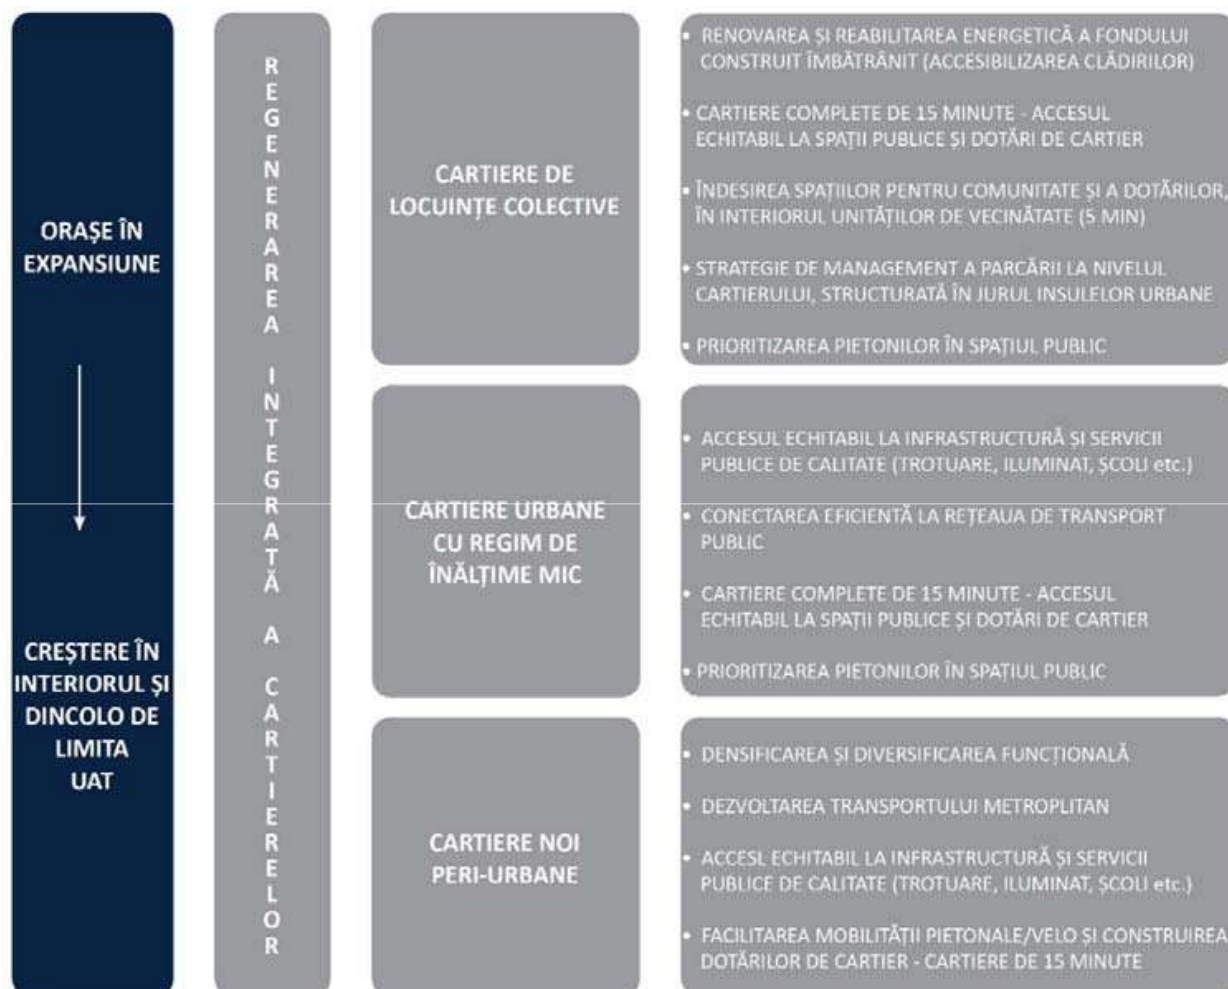 ORAȘE ÎN
EXPANSIUNE
CREȘTERE ÎN
INTERIORUL ȘI
DINCOLO DE
LIMITA
UAT
REGENERAREA INTEGRATĂ A CARTIERELOR
CARTIERE DE
LOCUINȚE COLECTIVE
• RENOVAREA ȘI REABILITAREA ENERGETICĂ A FONDULUI
CONSTRUIT ÎMBĂTRÂNIT (ACCESIBILIZAREA CLĂDIRILOR)
• CARTIERE COMPLETE DE 15 MINUTE - ACCESUL
ECHITABIL LA SPAȚII PUBLICE ȘI DOTĂRI DE CARTIER
• ÎNDESIREA SPAȚIILOR PENTRU COMUNITATE ȘI A DOTĂRILOR,
ÎN INTERIORUL UNITĂȚILOR DE VECINĂTATE (5 MIN)
• STRATEGIE DE MANAGEMENT A PARCĂRII LA NIVELUL
CARTIERULUI, STRUCTURATĂ ÎN JURUL INSULELOR URBANE
• PRIORITIZAREA PIETONILOR ÎN SPAȚIUL PUBLIC
CARTIERE URBANE
CU REGIM DE
ÎNĂLȚIME MIC
• ACCESUL ECHITABIL LA INFRASTRUCTURĂ ȘI SERVICII
PUBLICE DE CALITATE (TROTUARE, ILUMINAT, ȘCOLI etc.)
• CONECTAREA EFICIENTĂ LA REȚEAUA DE TRANSPORT
PUBLIC
• CARTIERE COMPLETE DE 15 MINUTE - ACCESUL
ECHITABIL LA SPAȚII PUBLICE ȘI DOTĂRI DE CARTIER
• PRIORITIZAREA PIETONILOR ÎN SPAȚIUL PUBLIC
CARTIERE NOI
PERI-URBANE
• DENSIFICAREA ȘI DIVERSIFICAREA FUNCȚIONALĂ
• DEZVOLTAREA TRANSPORTULUI METROPLITAN
• ACCESL ECHITABIL LA INFRASTRUCTURĂ ȘI SERVICII
PUBLICE DE CALITATE (TROTUARE, ILUMINAT, ȘCOLI etc.)
• FACILITAREA MOBILITĂȚII PIETONALE/VELO ȘI CONSTRUIREA
DOTĂRILOR DE CARTIER - CARTIERE DE 15 MINUTE